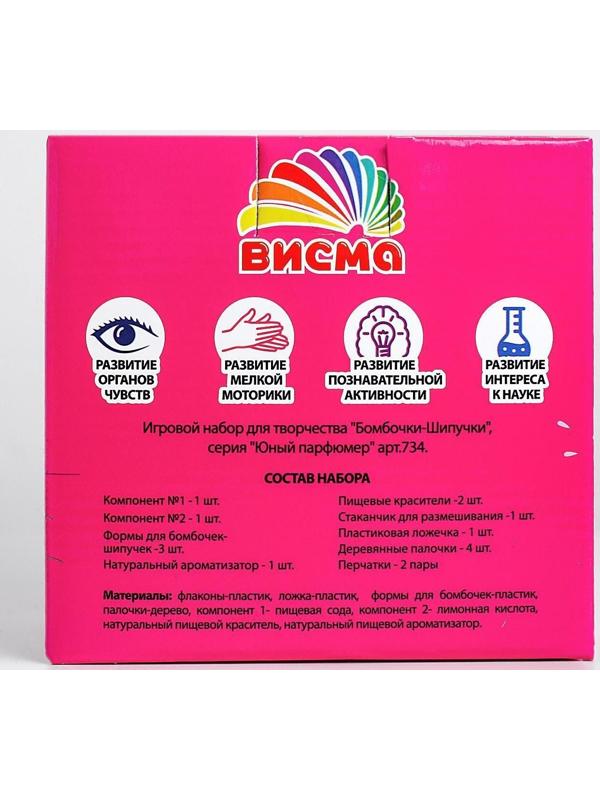 ВИСМА
РАЗВИТИЕ
ОРГАНОВ
ЧУВСТВ
РАЗВИТИЕ
МЕЛКОЙ
МОТОРИКИ
РАЗВИТИЕ
ПОЗНАВАТЕЛЬНОЙ
АКТИВНОСТИ
РАЗВИТИЕ
ИНТЕРЕСА
К НАУКЕ
Игровой набор для творчества "Бомбочки-Шипучки",
серия "Юный парфюмер" арт.734.
СОСТАВ НАБОРА
Компонент №1 - 1 шт.
Компонент №2 - 1 шт.
Формы для бомбочек-
шипучек -3 шт.
Натуральный ароматизатор - 1 шт.
Пищевые красители -2 шт.
Стаканчик для размешивания -1 шт.
Пластиковая ложечка - 1 шт.
Деревянные палочки - 4 шт.
Перчатки - 2 пары
Материалы: флаконы-пластик, ложка-пластик, формы для бомбочек-пластик,
палочки-дерево, компонент 1- пищевая сода, компонент 2- лимонная кислота,
натуральный пищевой краситель, натуральный пищевой ароматизатор.